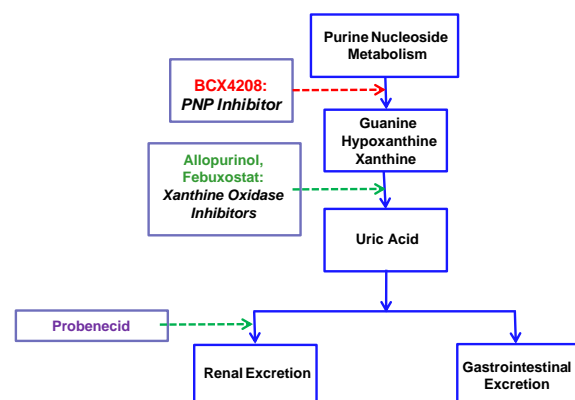 Purine Nucleoside
Metabolism
BCX4208:
PNP Inhibitor
Guanine
Hypoxanthine
Xanthine
Allopurinol,
Febuxostat:
Xanthine Oxidase
Inhibitors
Uric Acid
Probenecid
Renal Excretion
Gastrointestinal
Excretion